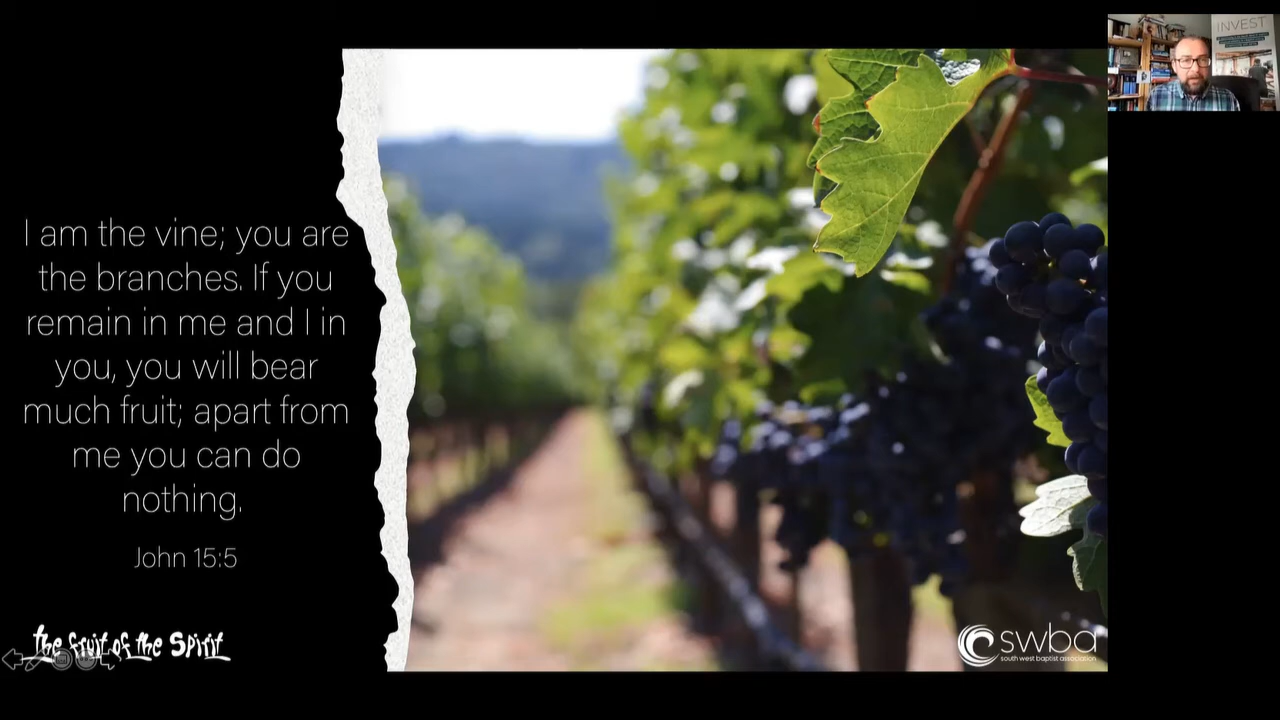 I am the vine; you are
the branches. If you
remain in me and I in
you, you will bear
much fruit; apart from
me you can do
nothing.
John 15:5
the fruit of the Spirit
swba
south west baptist association
INVEST